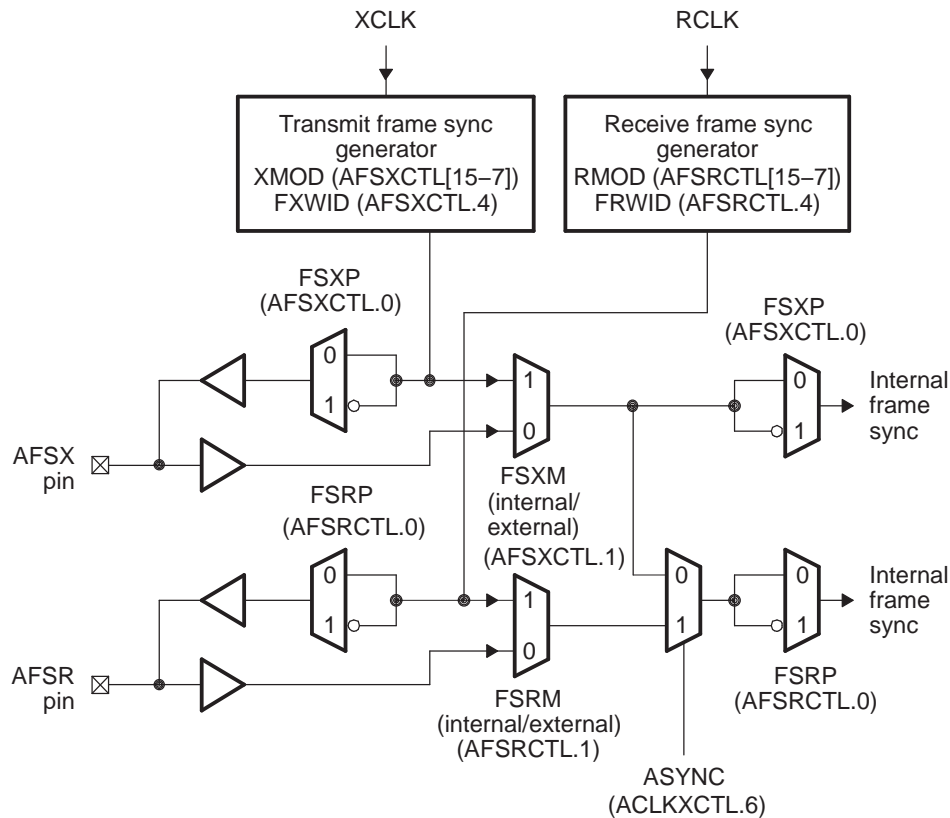 XCLK
RCLK
Transmit frame sync
generator
XMOD (AFSXCTL[15–7])
FXWID (AFSXCTL.4)
Receive frame sync
generator
RMOD (AFSRCTL[15–7])
FRWID (AFSRCTL.4)
FSXP
(AFSXCTL.0)
FSXP
(AFSXCTL.0)
0
1
1
0
0
1
Internal
frame
sync
AFSX
pin
FSXM
(internal/
external)
(AFSXCTL.1)
FSRP
(AFSRCTL.0)
0
1
1
0
0
1
0
1
Internal
frame
sync
AFSR
pin
FSRM
(internal/external)
(AFSRCTL.1)
FSRP
(AFSRCTL.0)
ASYNC
(ACLKXCTL.6)